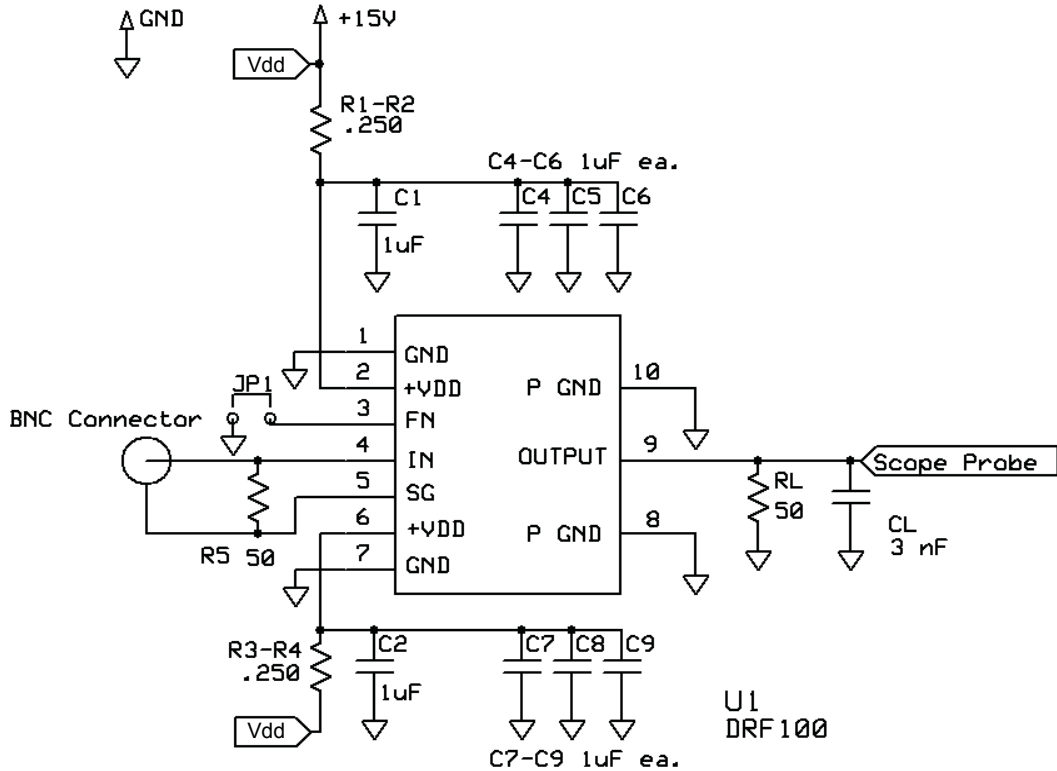 GND
+15V
Vdd
R1-R2
.250
C4-C6 1uF ea.
C1
C4
C5
C6
1uF
1
GND
2
+VDD
P GND
10
JP1
3
FN
BNC Connector
4
IN
OUTPUT
9
Scope Probe
5
SG
RL
50
6
+VDD
P GND
8
CL
3 nF
R5 50
7
GND
R3-R4
.250
C2
C7
C8
C9
1uF
U1
DRF100
Vdd
C7-C9 1uF ea.